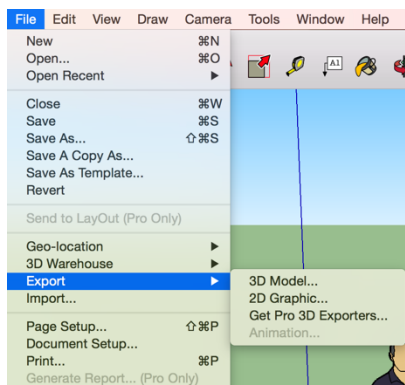 File Edit View Draw Camera Tools Window Help
New ⌘N
Open... ⌘O
Open Recent
Close ⌘W
Save ⌘S
Save As... ⇧⌘S
Save A Copy As...
Save As Template...
Revert
Send to LayOut (Pro Only)
Geo-location
3D Warehouse
Export
Import...
Page Setup... ⇧⌘P
Document Setup...
Print... ⌘P
Generate Report... (Pro Only)
A1
3D Model...
2D Graphic...
Get Pro 3D Exporters...
Animation...